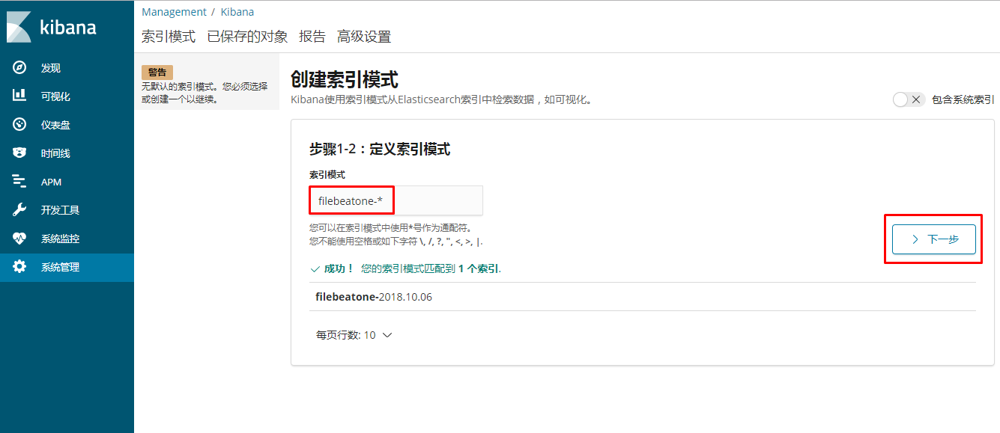 kibana
发现
可视化
仪表盘
时间线
APM
开发工具
系统监控
系统管理
Management / Kibana
索引模式 已保存的对象 报告 高级设置
警告
无默认的索引模式。您必须选择
或创建一个以继续。
创建索引模式
Kibana使用索引模式从Elasticsearch索引中检索数据，如可视化。
包含系统索引
步骤1-2：定义索引模式
索引模式
filebeatone-*
您可以在索引模式中使用*号作为通配符。
您不能使用空格或如下字符 \, /, ?, ", <, >, |.
下一步
成功！ 您的索引模式匹配到 1 个索引.
filebeatone-2018.10.06
每页行数: 10